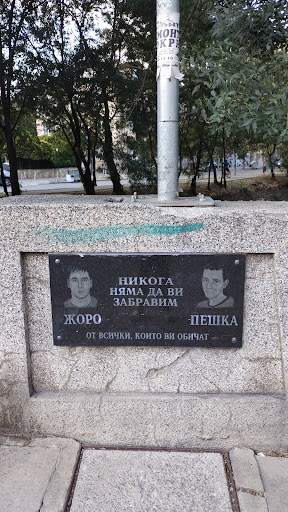 НИКОГА
НЯМА ДА ВИ
ЗАБРАВИМ
ЖОРО
ПЕШКА
ОТ ВСИЧКИ, КОИТО ВИ ОБИЧАТ